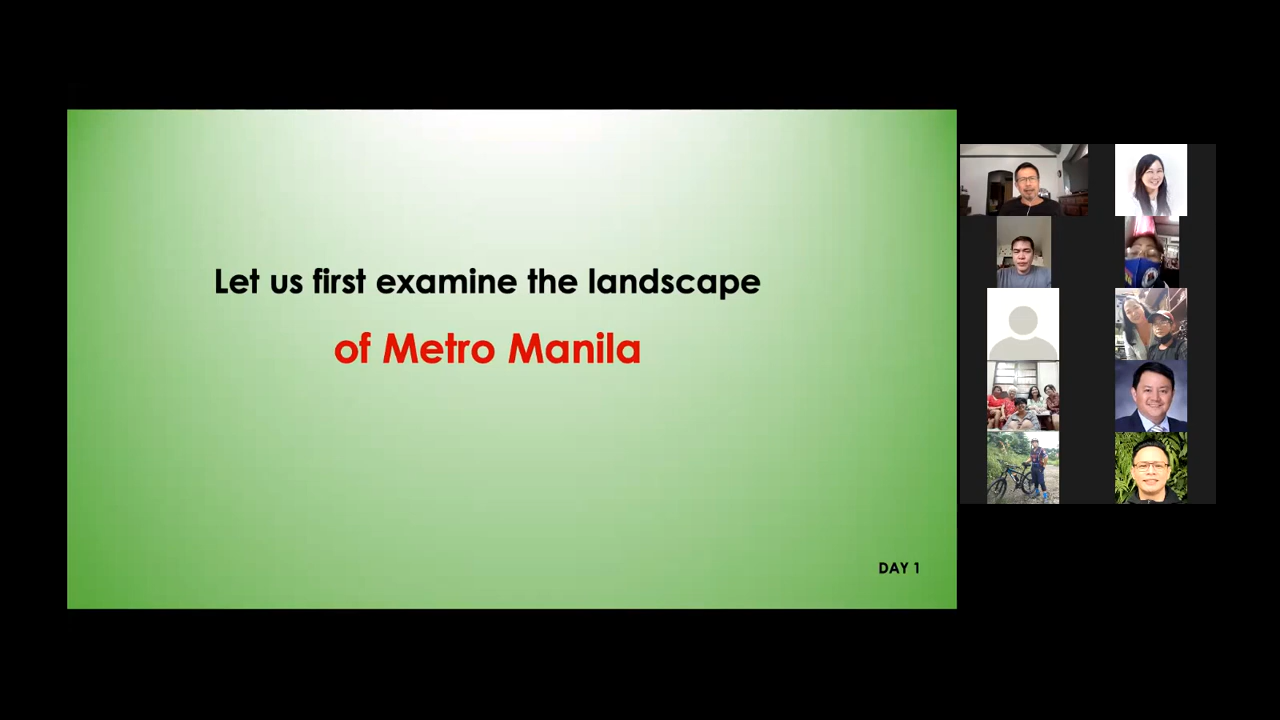 Let us first examine the landscape
of Metro Manila
DAY 1